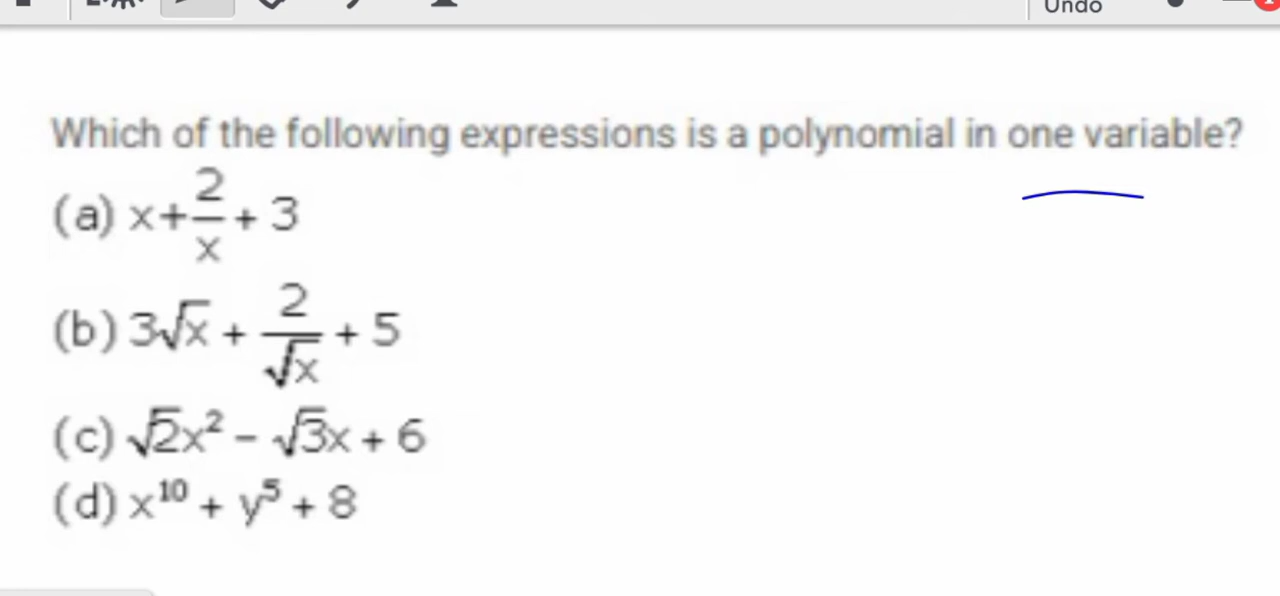 Undo
Which of the following expressions is a polynomial in one variable?
(a) x+2/x + 3
(b) 3√x + 2/√x + 5
(c) √2x² - √3x + 6
(d) x¹⁰ + y⁵ + 8